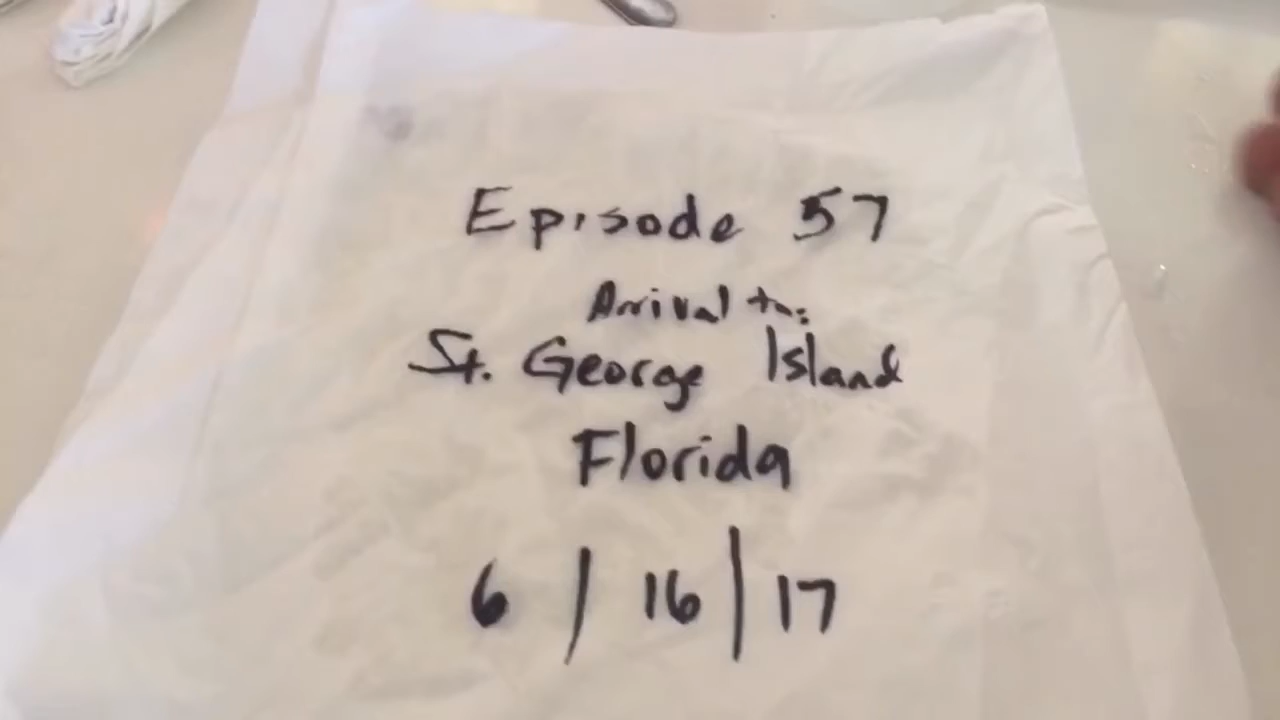 Episode 57
Arrival to:
St. George Island
Florida
6/16/17